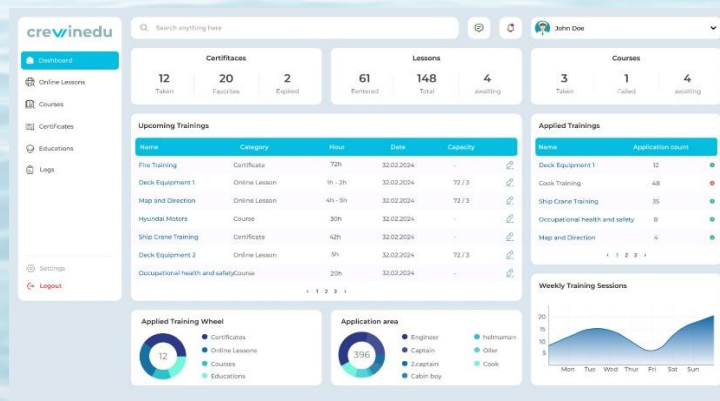 crewinedu
Search anything here
John Doe
Dashboard
Online Lessons
Courses
Certificates
Educations
Logs
Settings
Logout
Certifitaces
12 20 2
Taken Favorites Expired
Lessons
61 148 4
Total awaiting
Courses
3 1 4
Taken Failed awaiting
Upcoming Trainings
Name Category Hour Date Capacity
Fire Training Certificate 72h 32.02.2024 -
Deck Equipment 1 Online Lesson 1h - 2h 32.02.2024 72 / 3
Map and Direction Online Lesson 4h - 5h 32.02.2024 72 / 3
Hyundai Motors Course 30h 32.02.2024 -
Ship Crane Training Certificate 42h 32.02.2024 -
Deck Equipment 2 Online Lesson 5h 32.02.2024 72 / 3
Occupational health and safety Course 20h 32.02.2024 -
‹ 1 2 3 ›
Applied Trainings
Name Application count
Deck Equipment 1 12
Cook Training 48
Ship Crane Training 35
Occupational health and safety 8
Map and Direction 4
‹ 1 2 3 ›
Applied Training Wheel
12
Certificates
Online Lessons
Courses
Educations
Application area
396
Engineer
Captain
2.captain
Cabin boy
helmsman
Oiler
Cook
Weekly Training Sessions
20
15
10
5
Mon Tue Wed Thur Fri Sat Sun